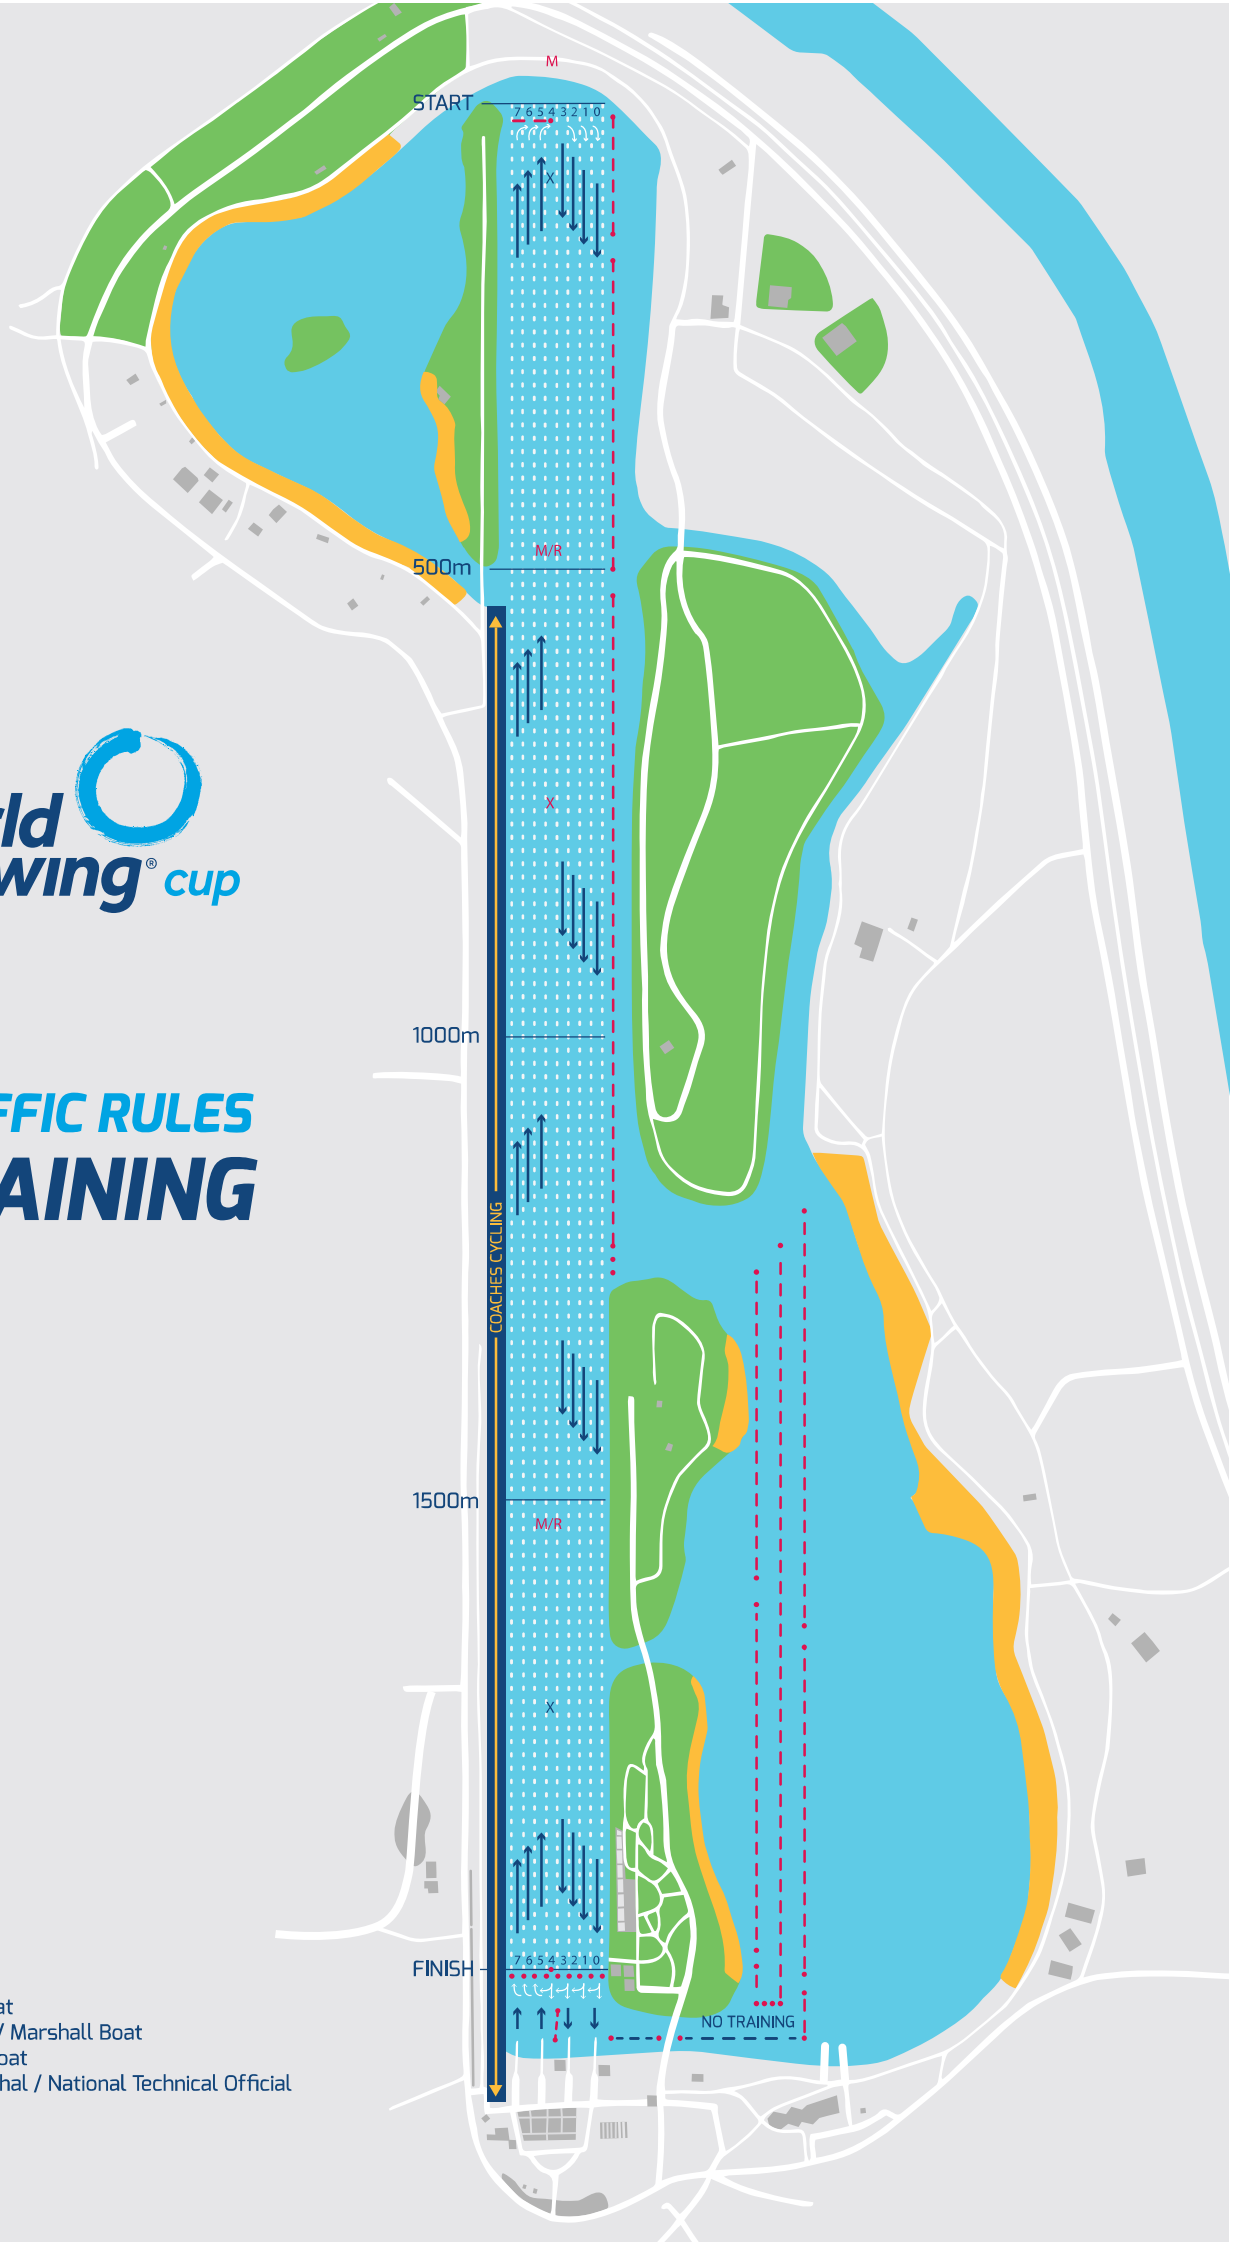 M
START
7 6 5 4 3 2 1 0
X
M/R
500m
X
rld
wing® cup
1000m
FFIC RULES
AINING
COACHES CYCLING
1500m
M/R
X
7 6 5 4 3 2 1 0
FINISH
at
/ Marshall Boat
NO TRAINING
oat
hal / National Technical Official